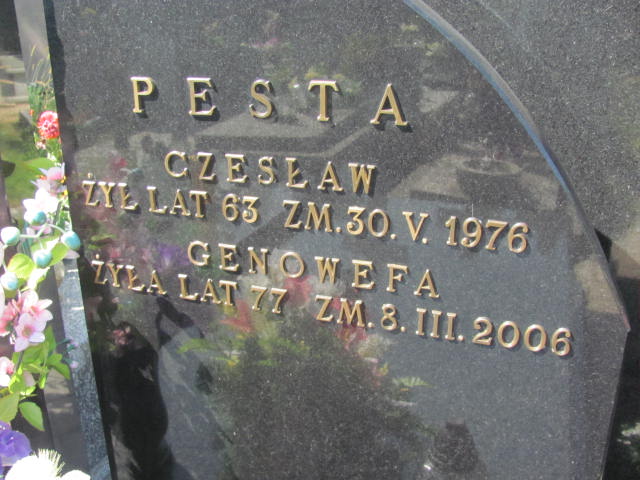 PESTA
CZESŁAW
ŻYŁ LAT 63 ZM. 30. V. 1976
GENOWEFA
ŻYŁA LAT 77 ZM. 8. III. 2006